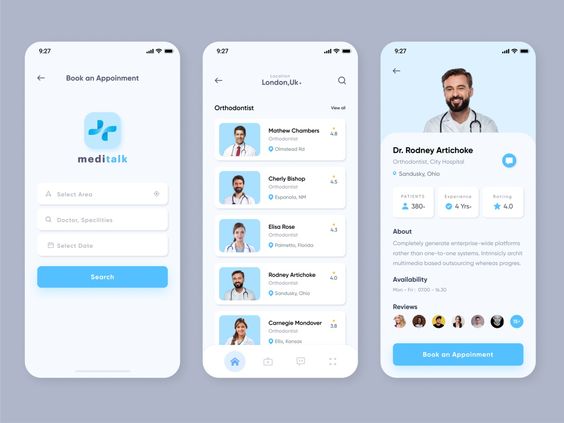 9:27
Book an Appoinment
meditalk
Select Area
Doctor, Specilities
Select Date
Search
9:27
Location
London,Uk
Orthodontist
View all
Mathew Chambers
4.8
Orthodontist
Olmstead Rd
Cherly Bishop
4.5
Orthodontist
Espanola, NM
Elisa Rose
4.3
Orthodontist
Palmetto, Florida
Rodney Artichoke
4.0
Orthodontist
Sandusky, Ohio
Carnegie Mondover
3.8
Orthodontist
Ellis, Kansas
9:27
Dr. Rodney Artichoke
Orthodontist, City Hospital
Sandusky, Ohio
PATIENTS
380+
Experience
4 Yrs+
Rating
4.0
About
Completely generate enterprise-wide platforms
rather than one-to-one systems. Intrinsicly archit
multimedia based outsourcing whereas progres.
Availability
Mon - Fri : 07.00 - 16.30
Reviews
Book an Appoinment